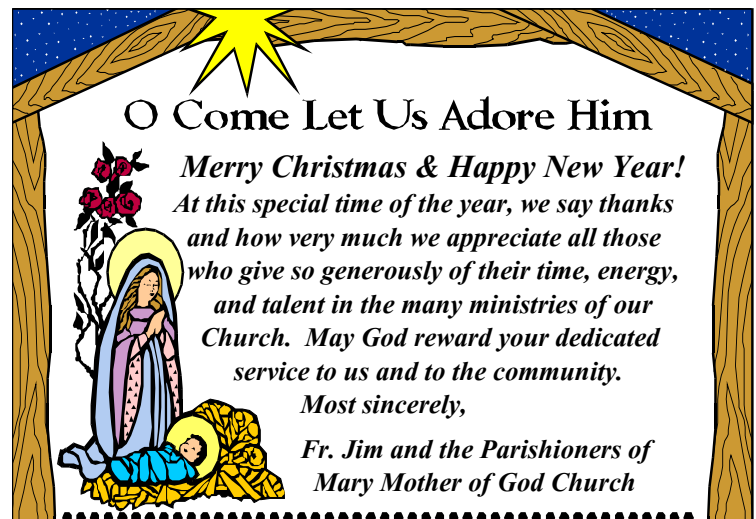 O Come Let Us Adore Him
Merry Christmas & Happy New Year!
At this special time of the year, we say thanks
and how very much we appreciate all those
who give so generously of their time, energy,
and talent in the many ministries of our
Church.  May God reward your dedicated
service to us and to the community.
Most sincerely,
Fr. Jim and the Parishioners of
Mary Mother of God Church